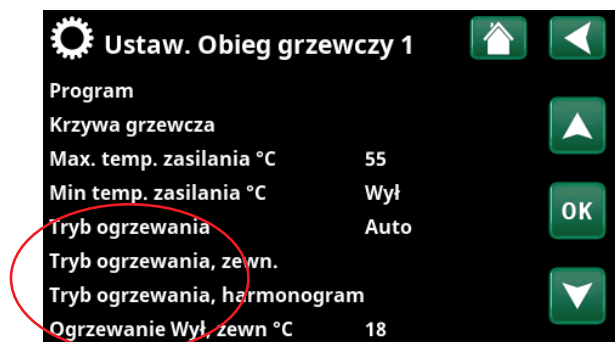 Ustaw. Obieg grzewczy 1
Program
Krzywa grzewcza
Max. temp. zasilania °C 55
Min temp. zasilania °C Wył
Tryb ogrzewania Auto
OK
Tryb ogrzewania, zewn.
Tryb ogrzewania, harmonogram
Ogrzewanie Wył, zewn °C 18